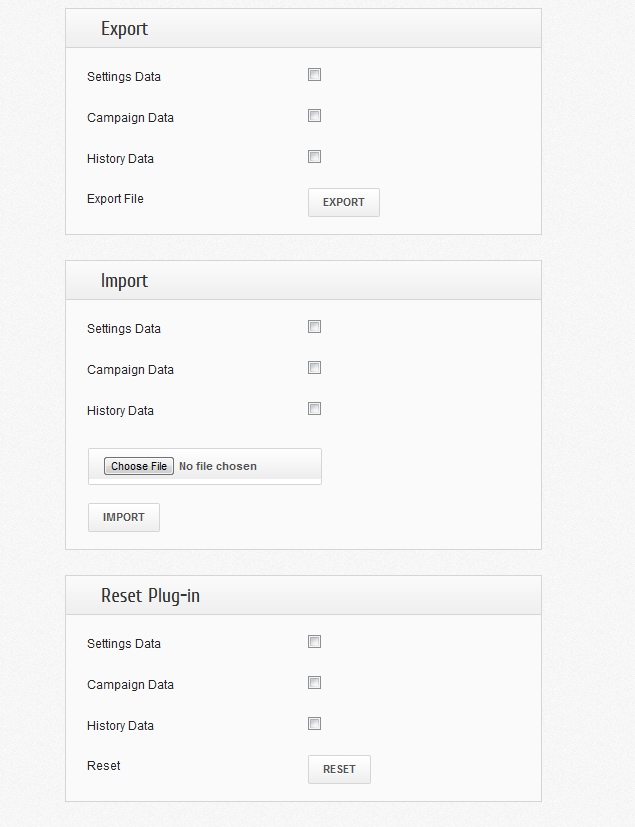 Export
Settings Data
Campaign Data
History Data
Export File EXPORT
Import
Settings Data
Campaign Data
History Data
Choose File No file chosen
IMPORT
Reset Plug-in
Settings Data
Campaign Data
History Data
Reset RESET